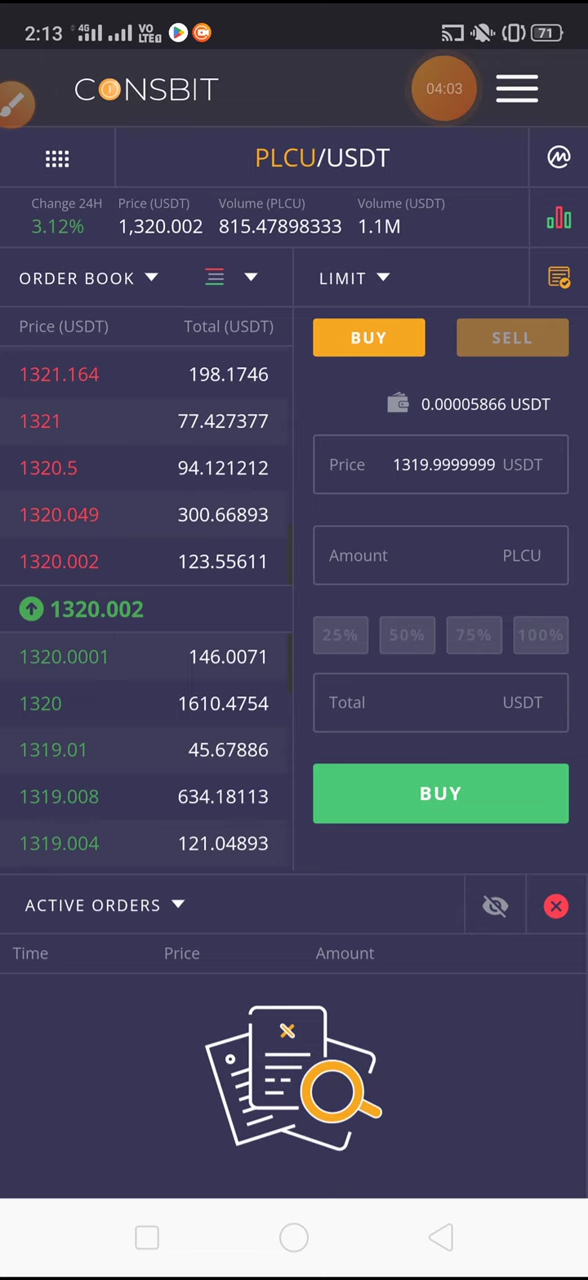 2:13 4G VO LTE2 71
CONSBIT 04:03
PLCU/USDT
Change 24H Price (USDT) Volume (PLCU) Volume (USDT)
3.12% 1,320.002 815.47898333 1.1M
ORDER BOOK LIMIT
Price (USDT) Total (USDT) BUY SELL
1321.164 198.1746
0.00005866 USDT
1321 77.427377
1320.5 94.121212 Price 1319.9999999 USDT
1320.049 300.66893
1320.002 123.55611 Amount PLCU
1320.002 25% 50% 75% 100%
1320.0001 146.0071
1320 1610.4754 Total USDT
1319.01 45.67886
1319.008 634.18113 BUY
1319.004 121.04893
ACTIVE ORDERS
Time Price Amount